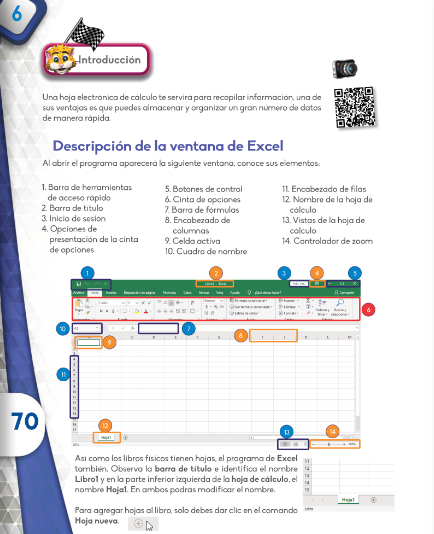 6
Introducción
Una hoja electrónica de cálculo te servirá para recopilar información, una de
sus ventajas es que puedes almacenar y organizar un gran número de datos
de manera rápida.
Descripción de la ventana de Excel
Al abrir el programa aparecerá la siguiente ventana, conoce sus elementos:
1. Barra de herramientas
de acceso rápido
2. Barra de título
3. Inicio de sesión
4. Opciones de
presentación de la cinta
de opciones
5. Botones de control
6. Cinta de opciones
7. Barra de fórmulas
8. Encabezado de
columnas
9. Celda activa
10. Cuadro de nombre
11. Encabezado de filas
12. Nombre de la hoja de
cálculo
13. Vistas de la hoja de
cálculo
14. Controlador de zoom
1
2
3
4
5
6
10
7
9
8
11
12
Hoja1
13
14
70
Así como los libros físicos tienen hojas, el programa de Excel
también. Observa la barra de título e identifica el nombre
Libro1 y en la parte inferior izquierda de la hoja de cálculo, el
nombre Hoja1. En ambos podrás modificar el nombre.
Hoja1
Para agregar hojas al libro, solo debes dar clic en el comando
Hoja nueva.